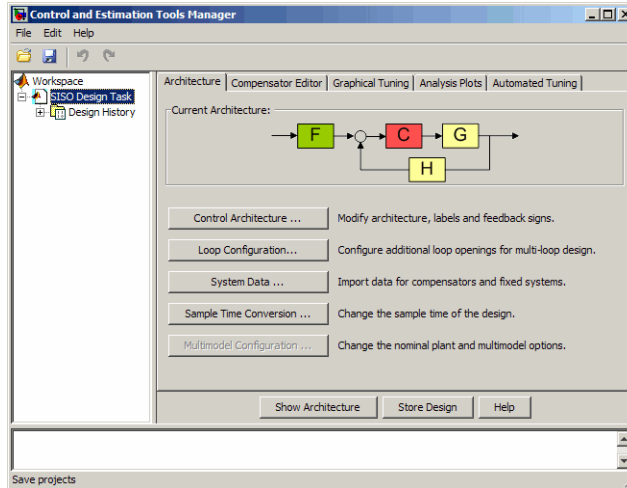 Control and Estimation Tools Manager
File Edit Help
Workspace
SISO Design Task
Design History
Architecture Compensator Editor Graphical Tuning Analysis Plots Automated Tuning
Current Architecture:
F C G
H
Control Architecture ... Modify architecture, labels and feedback signs.
Loop Configuration... Configure additional loop openings for multi-loop design.
System Data ... Import data for compensators and fixed systems.
Sample Time Conversion ... Change the sample time of the design.
Multimodel Configuration ... Change the nominal plant and multimodel options.
Show Architecture Store Design Help
Save projects